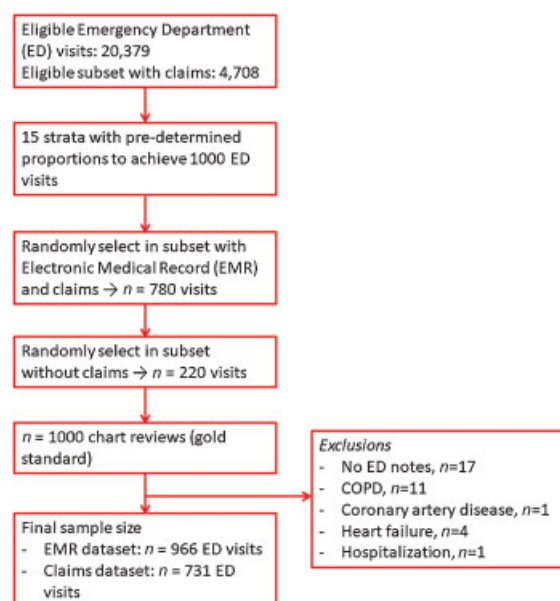 Eligible Emergency Department
(ED) visits: 20,379
Eligible subset with claims: 4,708
15 strata with pre-determined
proportions to achieve 1000 ED
visits
Randomly select in subset with
Electronic Medical Record (EMR)
and claims → n = 780 visits
Randomly select in subset
without claims → n = 220 visits
n = 1000 chart reviews (gold
standard)
Exclusions
- No ED notes, n=17
- COPD, n=11
- Coronary artery disease, n=1
- Heart failure, n=4
- Hospitalization, n=1
Final sample size
- EMR dataset: n = 966 ED visits
- Claims dataset: n = 731 ED
visits